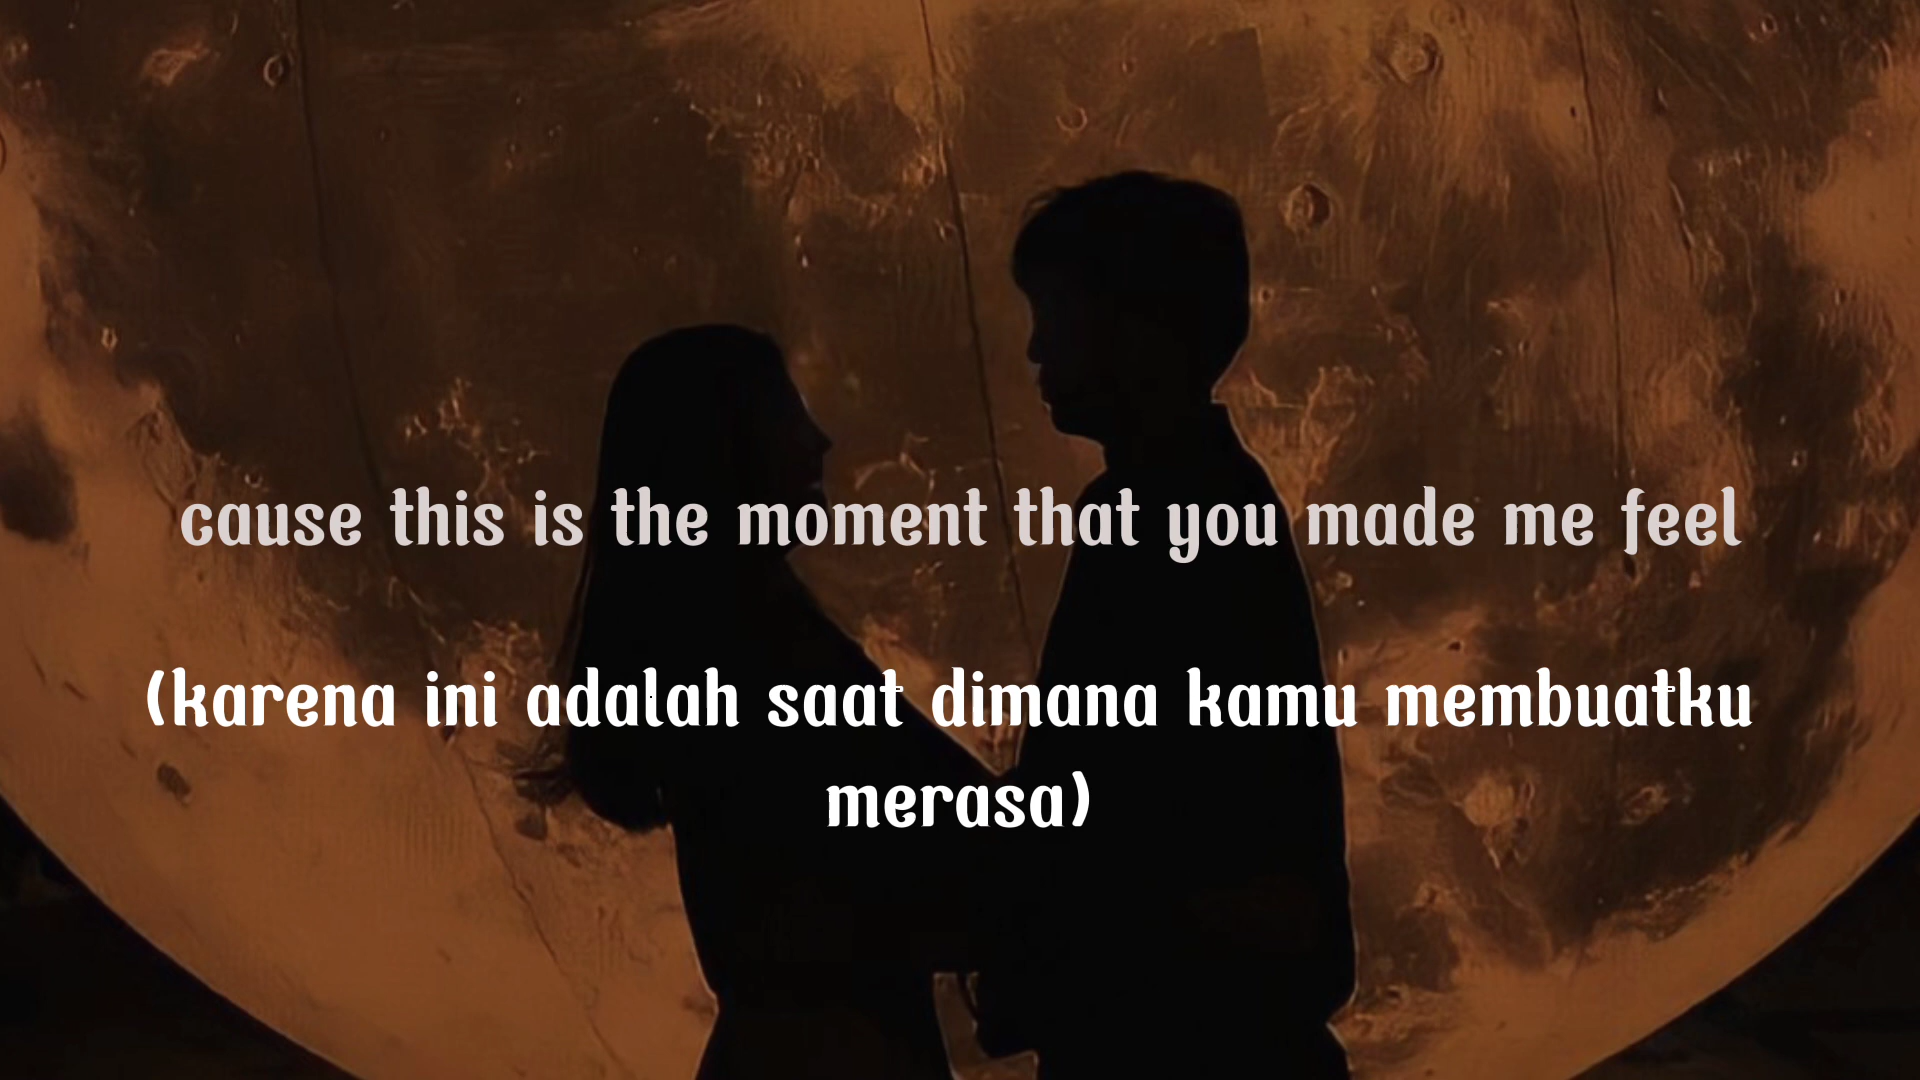 cause this is the moment that you made me feel
(karena ini adalah saat dimana kamu membuatku
merasa)